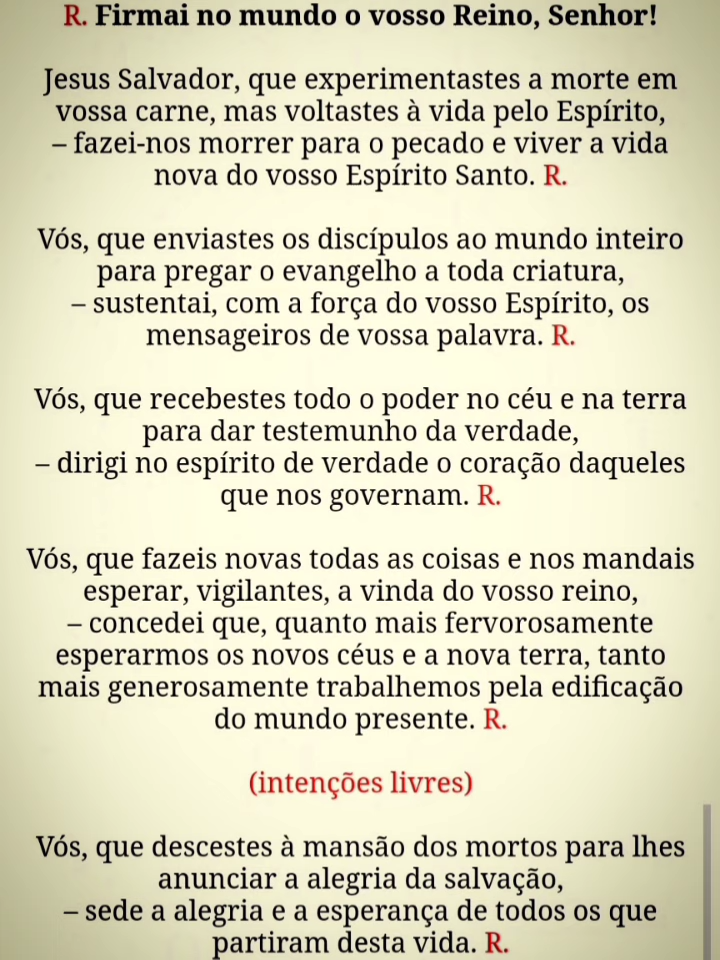 R. Firmai no mundo o vosso Reino, Senhor!
Jesus Salvador, que experimentastes a morte em
vossa carne, mas voltastes à vida pelo Espírito,
– fazei-nos morrer para o pecado e viver a vida
nova do vosso Espírito Santo. R.
Vós, que enviastes os discípulos ao mundo inteiro
para pregar o evangelho a toda criatura,
– sustentai, com a força do vosso Espírito, os
mensageiros de vossa palavra. R.
Vós, que recebestes todo o poder no céu e na terra
para dar testemunho da verdade,
– dirigi no espírito de verdade o coração daqueles
que nos governam. R.
Vós, que fazeis novas todas as coisas e nos mandais
esperar, vigilantes, a vinda do vosso reino,
– concedei que, quanto mais fervorosamente
esperarmos os novos céus e a nova terra, tanto
mais generosamente trabalhemos pela edificação
do mundo presente. R.
(intenções livres)
Vós, que descestes à mansão dos mortos para lhes
anunciar a alegria da salvação,
– sede a alegria e a esperança de todos os que
partiram desta vida. R.